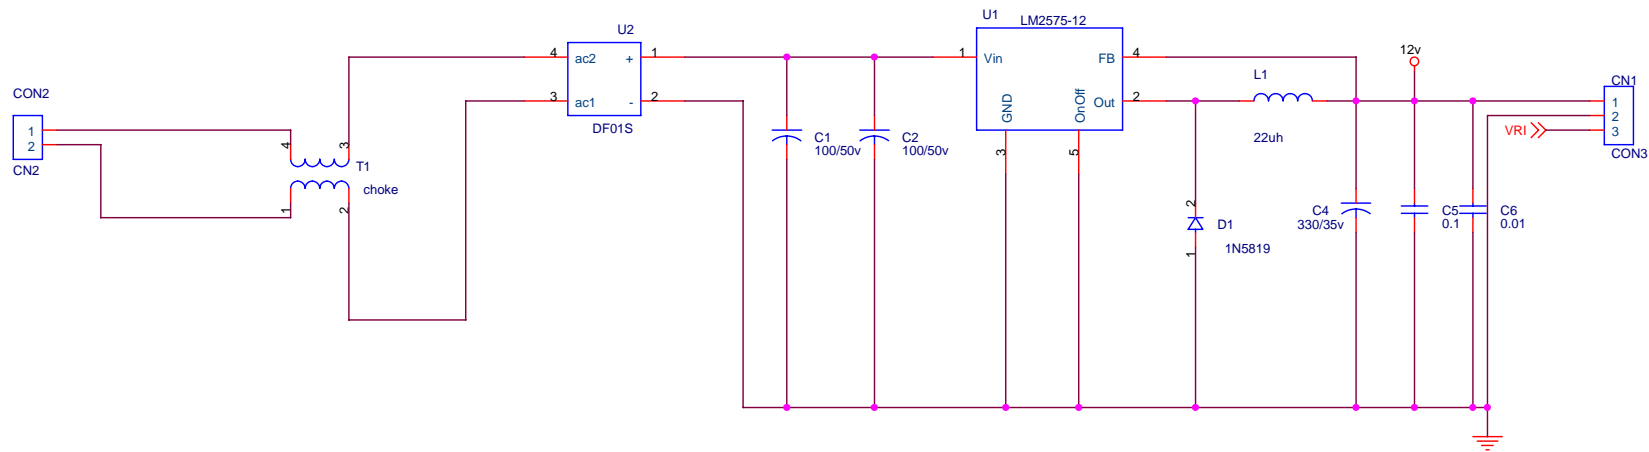 CON2
1
2
CN2
4
3
1
2
T1
choke
U2
4
ac2
+
1
3
ac1
-
2
DF01S
C1
100/50v
C2
100/50v
U1
LM2575-12
1
Vin
FB
4
GND
OnOff
Out
2
3
5
2
D1
1
1N5819
L1
22uh
C4
330/35v
12v
C5
0.1
C6
0.01
CN1
1
2
3
VRI
CON3